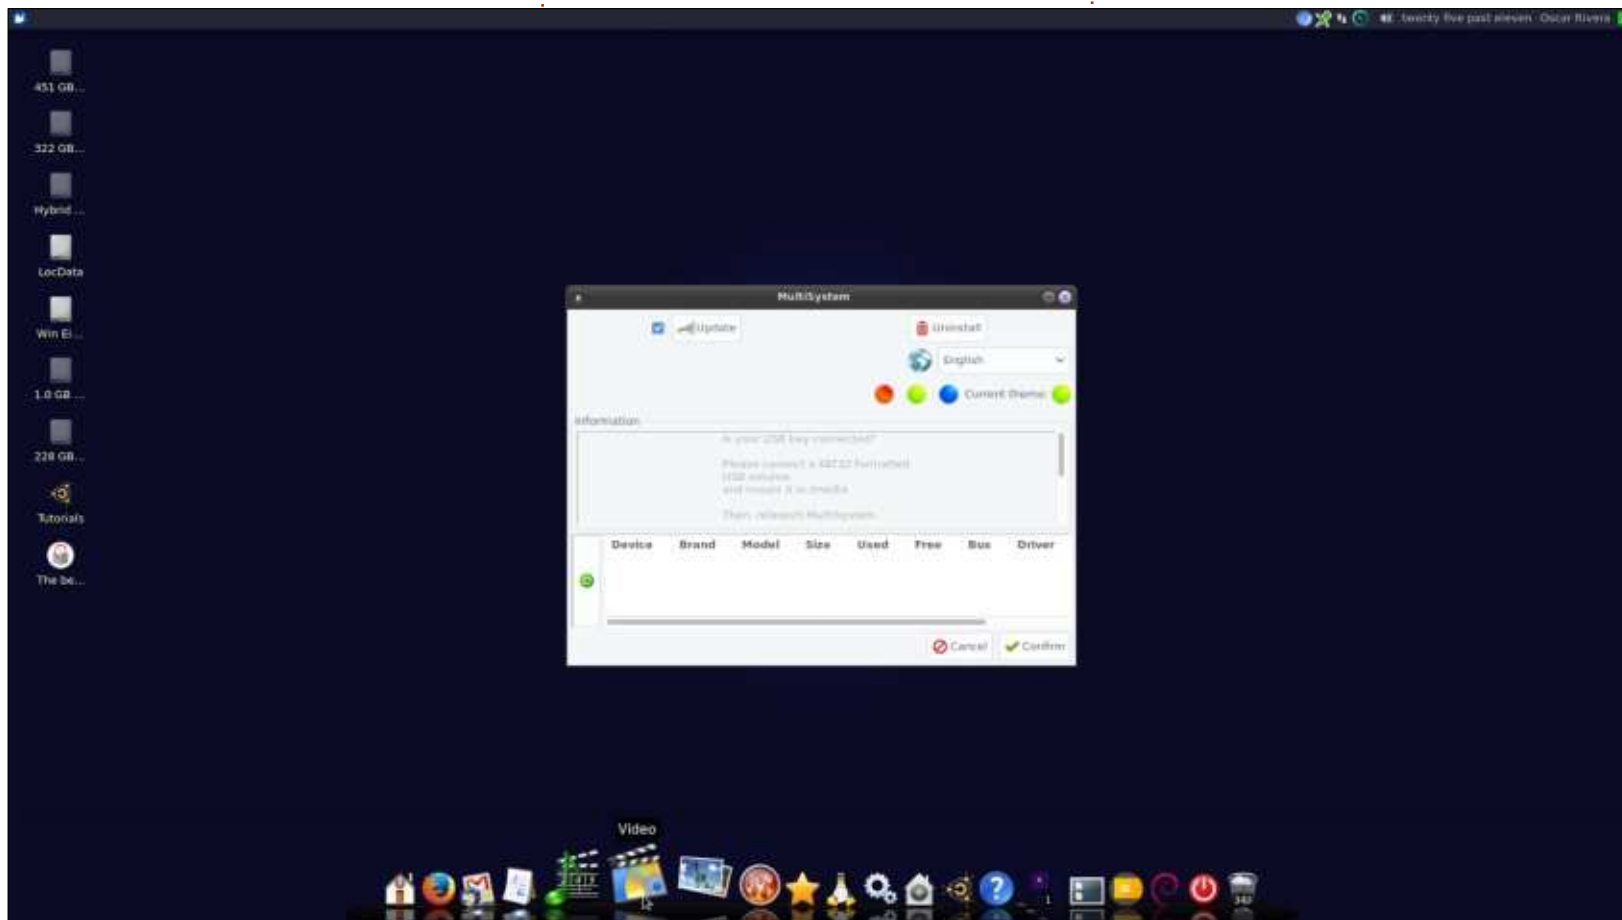 twenty five past eleven Oscar Rivera
451 GB...
322 GB...
Hybrid ...
LocData
Win Ei...
1.0 GB ...
228 GB...
Tutorials
The be...
MultiSystem
Update
Uninstall
English
Current theme:
Information
Is your USB key connected?
Please connect a FAT32 formatted
USB volume
and mount it in /media
Then, relaunch MultiSystem
Device Brand Model Size Used Free Bus Driver
Cancel Confirm
Video